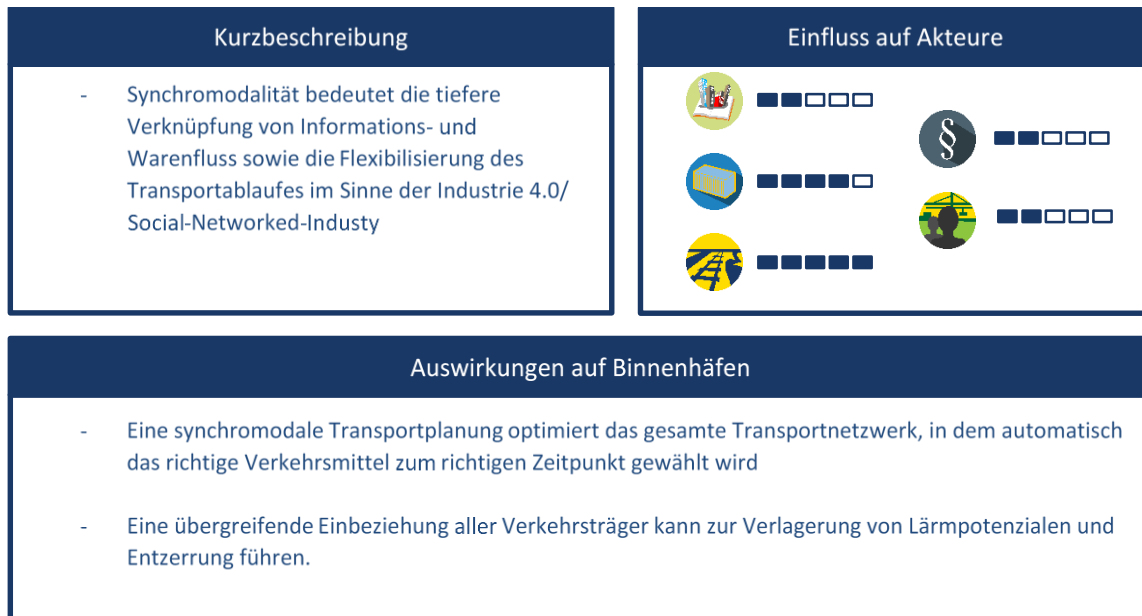 Kurzbeschreibung
- Synchromodalität bedeutet die tiefere
Verknüpfung von Informations- und
Warenfluss sowie die Flexibilisierung des
Transportablaufes im Sinne der Industrie 4.0/
Social-Networked-Industy
Einfluss auf Akteure
§
Auswirkungen auf Binnenhäfen
- Eine synchromodale Transportplanung optimiert das gesamte Transportnetzwerk, in dem automatisch
das richtige Verkehrsmittel zum richtigen Zeitpunkt gewählt wird
- Eine übergreifende Einbeziehung aller Verkehrsträger kann zur Verlagerung von Lärmpotenzialen und
Entzerrung führen.